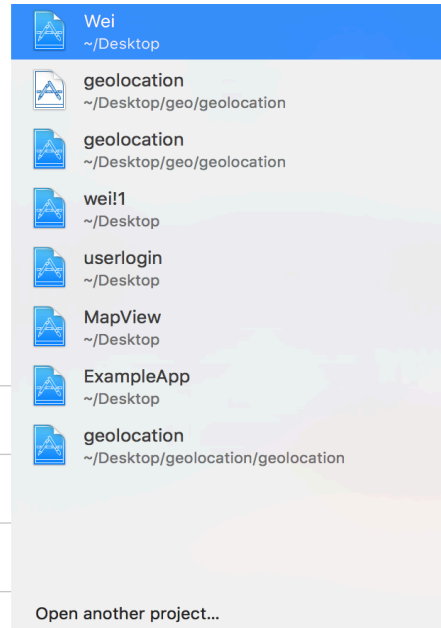 Wei
~/Desktop
geolocation
~/Desktop/geo/geolocation
geolocation
~/Desktop/geo/geolocation
wei!1
~/Desktop
userlogin
~/Desktop
MapView
~/Desktop
ExampleApp
~/Desktop
geolocation
~/Desktop/geolocation/geolocation
Open another project...